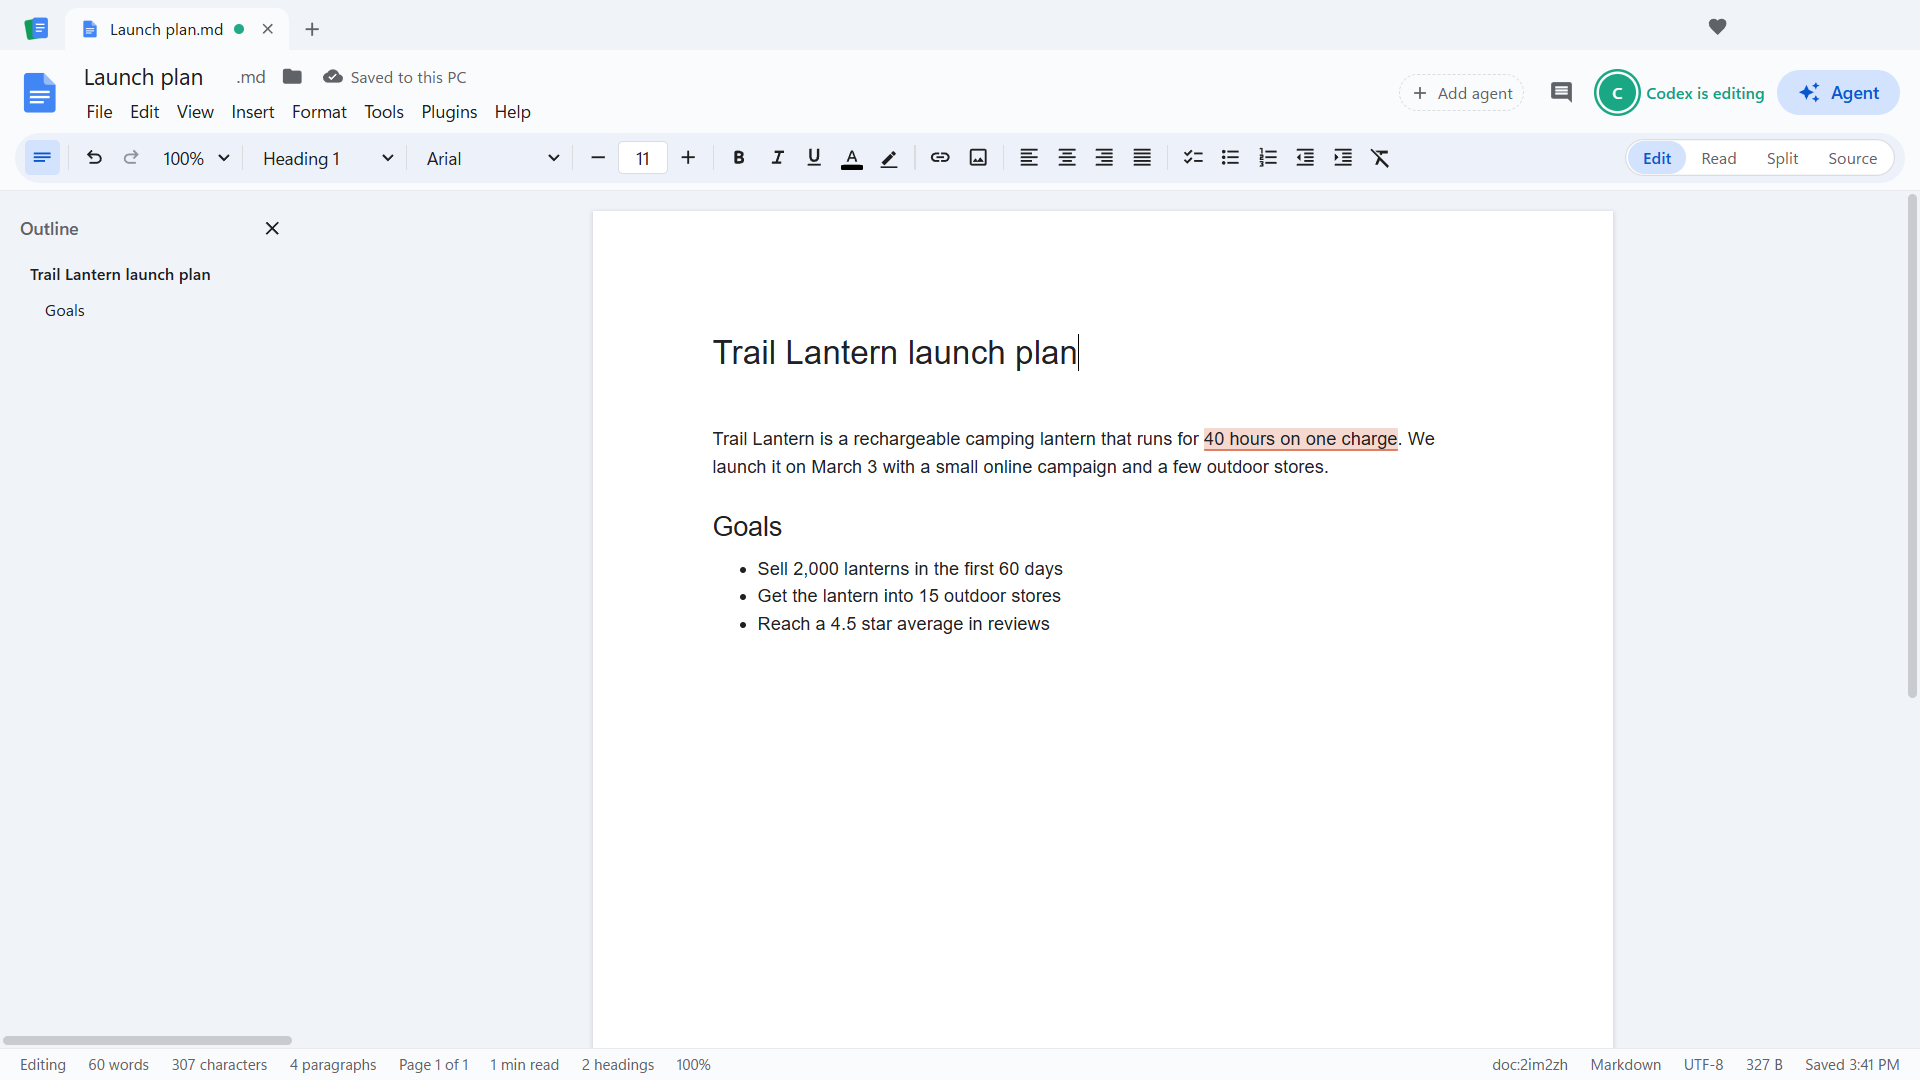 Launch plan.md
Launch plan .md Saved to this PC
File Edit View Insert Format Tools Plugins Help
Add agent C Codex is editing Agent
100% Heading 1 Arial 11 B I U A Edit Read Split Source
Outline
Trail Lantern launch plan
Goals
Trail Lantern launch plan
Trail Lantern is a rechargeable camping lantern that runs for 40 hours on one charge. We
launch it on March 3 with a small online campaign and a few outdoor stores.
Goals
• Sell 2,000 lanterns in the first 60 days
• Get the lantern into 15 outdoor stores
• Reach a 4.5 star average in reviews
Editing 60 words 307 characters 4 paragraphs Page 1 of 1 1 min read 2 headings 100% doc:2im2zh Markdown UTF-8 327 B Saved 3:41 PM